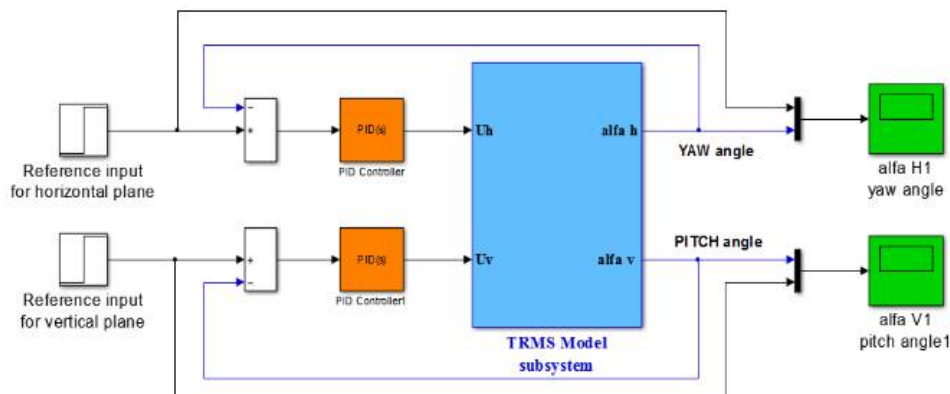 Reference input
for horizontal plane
−
+
PID(s)
PID Controller
Uh
alfa h
YAW angle
alfa H1
yaw angle
Reference input
for vertical plane
+
−
PID(s)
PID Controller1
Uv
alfa v
PITCH angle
TRMS Model
subsystem
alfa V1
pitch angle1